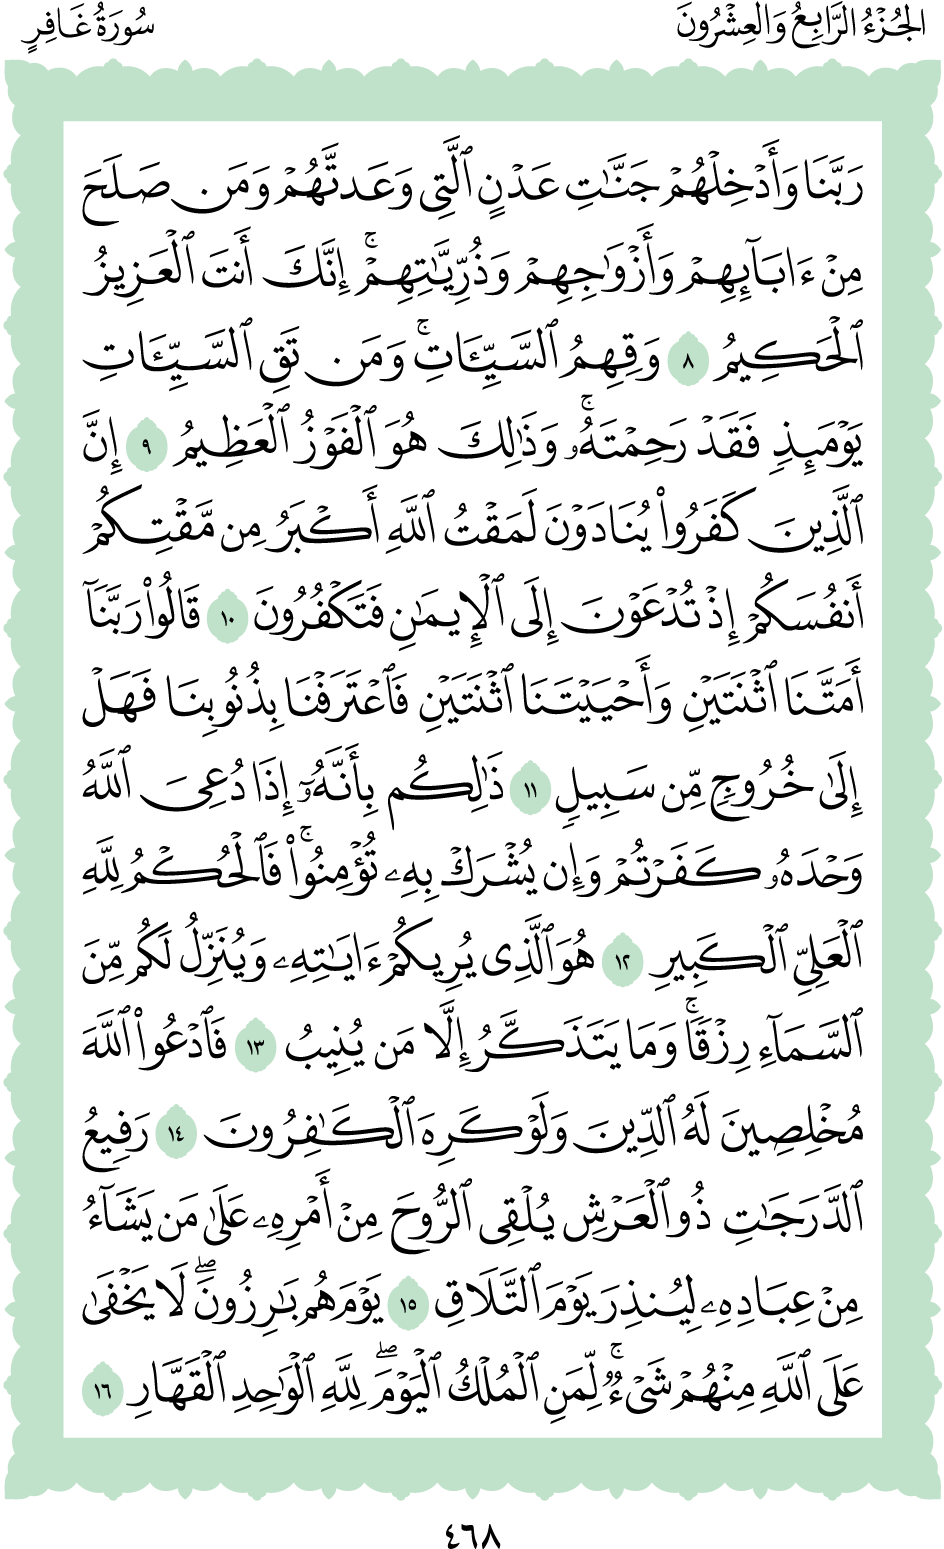 الجُزْءُ الرَّابِعُ وَالعِشْرُونَ
سُورَةُ غَافِرٍ
رَبَّنَا وَأَدۡخِلۡهُمۡ جَنَّٰتِ عَدۡنٍ ٱلَّتِي وَعَدتَّهُمۡ وَمَن صَلَحَ
مِنۡ ءَابَآئِهِمۡ وَأَزۡوَٰجِهِمۡ وَذُرِّيَّٰتِهِمۡۚ إِنَّكَ أَنتَ ٱلۡعَزِيزُ
ٱلۡحَكِيمُ ٨ وَقِهِمُ ٱلسَّيِّـَٔاتِۚ وَمَن تَقِ ٱلسَّيِّـَٔاتِ
يَوۡمَئِذٖ فَقَدۡ رَحِمۡتَهُۥۚ وَذَٰلِكَ هُوَ ٱلۡفَوۡزُ ٱلۡعَظِيمُ ٩ إِنَّ
ٱلَّذِينَ كَفَرُواْ يُنَادَوۡنَ لَمَقۡتُ ٱللَّهِ أَكۡبَرُ مِن مَّقۡتِكُمۡ
أَنفُسَكُمۡ إِذۡ تُدۡعَوۡنَ إِلَى ٱلۡإِيمَٰنِ فَتَكۡفُرُونَ ١٠ قَالُواْ رَبَّنَآ
أَمَتَّنَا ٱثۡنَتَيۡنِ وَأَحۡيَيۡتَنَا ٱثۡنَتَيۡنِ فَٱعۡتَرَفۡنَا بِذُنُوبِنَا فَهَلۡ
إِلَىٰ خُرُوجٖ مِّن سَبِيلٖ ١١ ذَٰلِكُم بِأَنَّهُۥٓ إِذَا دُعِيَ ٱللَّهُ
وَحۡدَهُۥ كَفَرۡتُمۡ وَإِن يُشۡرَكۡ بِهِۦ تُؤۡمِنُواْۚ فَٱلۡحُكۡمُ لِلَّهِ
ٱلۡعَلِيِّ ٱلۡكَبِيرِ ١٢ هُوَ ٱلَّذِي يُرِيكُمۡ ءَايَٰتِهِۦ وَيُنَزِّلُ لَكُم مِّنَ
ٱلسَّمَآءِ رِزۡقٗاۚ وَمَا يَتَذَكَّرُ إِلَّا مَن يُنِيبُ ١٣ فَٱدۡعُواْ ٱللَّهَ
مُخۡلِصِينَ لَهُ ٱلدِّينَ وَلَوۡ كَرِهَ ٱلۡكَٰفِرُونَ ١٤ رَفِيعُ
ٱلدَّرَجَٰتِ ذُو ٱلۡعَرۡشِ يُلۡقِي ٱلرُّوحَ مِنۡ أَمۡرِهِۦ عَلَىٰ مَن يَشَآءُ
مِنۡ عِبَادِهِۦ لِيُنذِرَ يَوۡمَ ٱلتَّلَاقِ ١٥ يَوۡمَ هُم بَٰرِزُونَۖ لَا يَخۡفَىٰ
عَلَى ٱللَّهِ مِنۡهُمۡ شَيۡءٞۚ لِّمَنِ ٱلۡمُلۡكُ ٱلۡيَوۡمَۖ لِلَّهِ ٱلۡوَٰحِدِ ٱلۡقَهَّارِ ١٦
٤٦٨